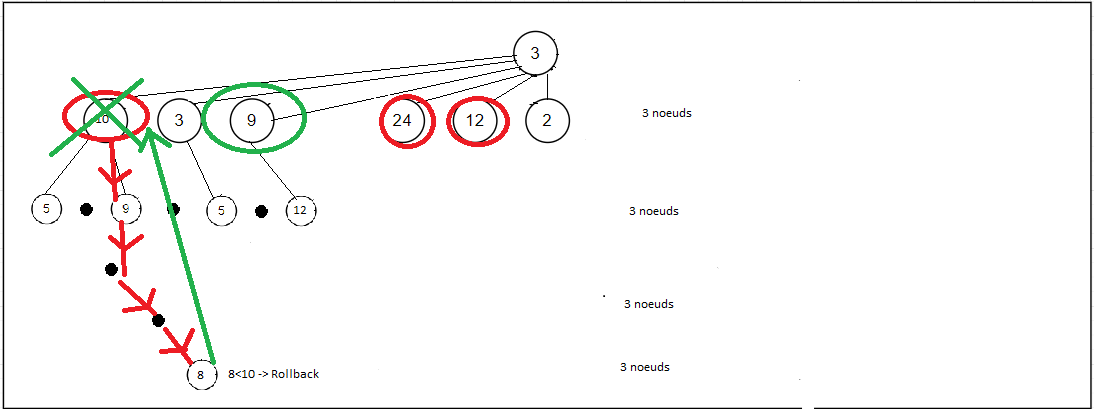 3
10 3 9 24 12 2 3 noeuds
5 9 5 12 3 noeuds
3 noeuds
8 8<10 -> Rollback 3 noeuds